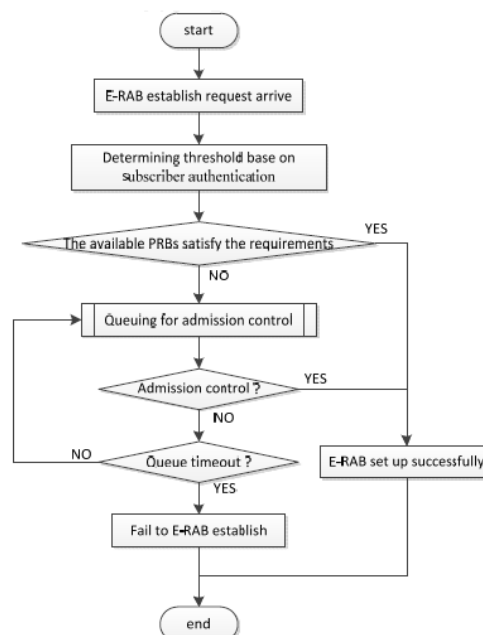 start
E-RAB establish request arrive
Determining threshold base on
subscriber authentication
The available PRBs satisfy the requirements
YES
NO
Queuing for admission control
Admission control ?
YES
NO
Queue timeout ?
NO
YES
E-RAB set up successfully
Fail to E-RAB establish
end